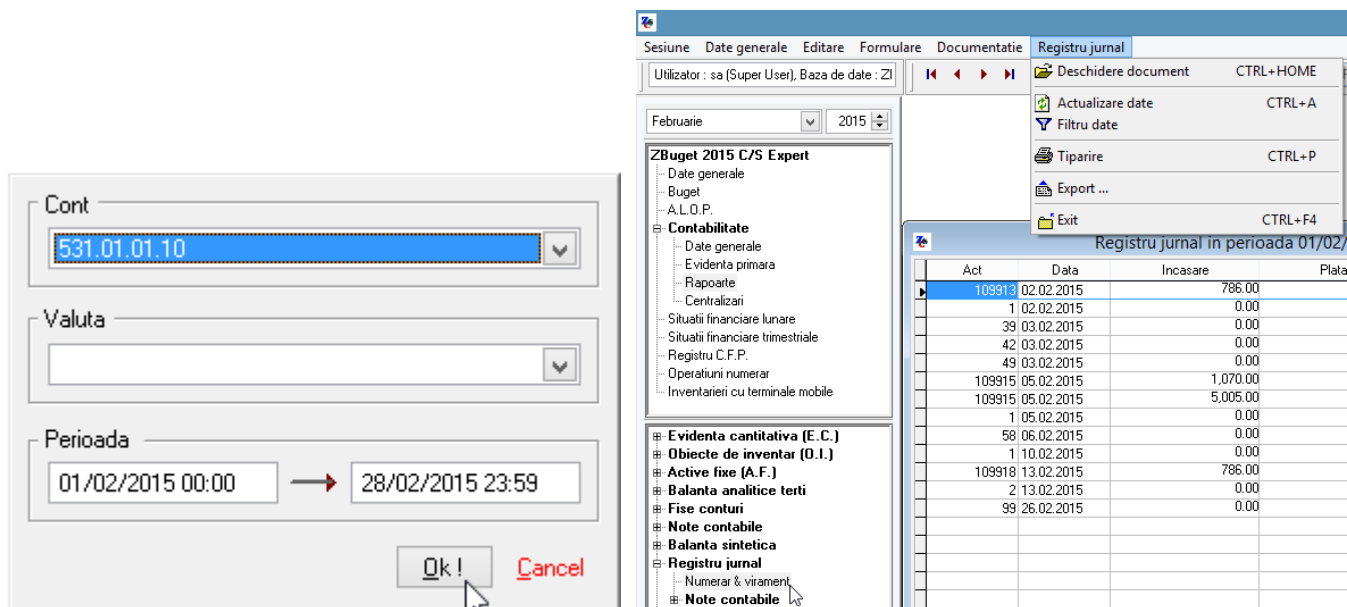 Cont
531.01.01.10
Valuta
Perioada
01/02/2015 00:00
28/02/2015 23:59
Ok !
Cancel
Sesiune Date generale Editare Formulare Documentatie Registru jurnal
Utilizator : sa (Super User), Baza de date : ZI
Deschidere document CTRL+HOME
Actualizare date CTRL+A
Filtru date
Tiparire CTRL+P
Export ...
Exit CTRL+F4
Februarie 2015
ZBuget 2015 C/S Expert
Date generale
Buget
A.L.O.P.
Contabilitate
Date generale
Evidenta primara
Rapoarte
Centralizari
Situatii financiare lunare
Situatii financiare trimestriale
Registru C.F.P.
Operatiuni numerar
Inventarieri cu terminale mobile
Evidenta cantitativa (E.C.)
Obiecte de inventar (O.I.)
Active fixe (A.F.)
Balanta analitice terti
Fise conturi
Note contabile
Balanta sintetica
Registru jurnal
Numerar & virament
Note contabile
Registru jurnal in perioada 01/02/
Act Data Incasare Plata
109913 02.02.2015 786.00
1 02.02.2015 0.00
39 03.02.2015 0.00
42 03.02.2015 0.00
49 03.02.2015 0.00
109915 05.02.2015 1,070.00
109915 05.02.2015 5,005.00
1 05.02.2015 0.00
58 06.02.2015 0.00
1 10.02.2015 0.00
109918 13.02.2015 786.00
2 13.02.2015 0.00
99 26.02.2015 0.00